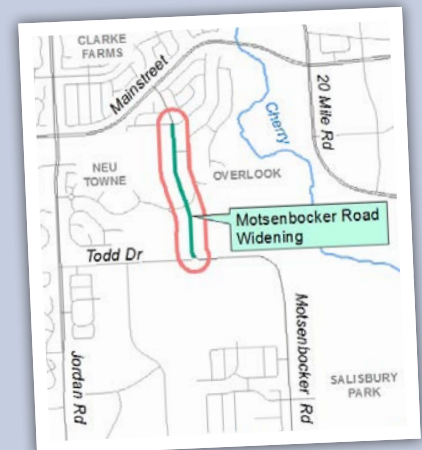 CLARKE
FARMS
Mainstreet
20 Mile Rd
Cherry
NEU
TOWNE
OVERLOOK
Motsenbocker Road
Widening
Todd Dr
Jordan Rd
Motsenbocker Rd
SALISBURY
PARK